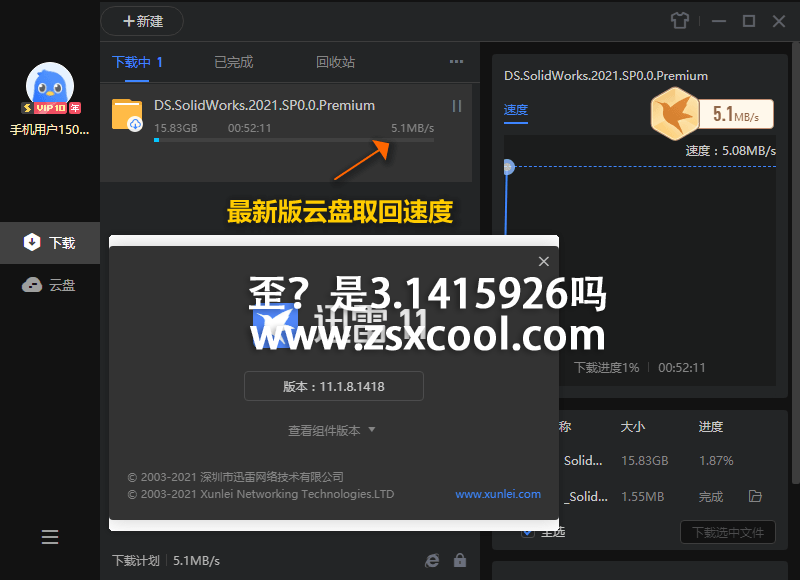 新建
下载中 1
已完成
回收站
DS.SolidWorks.2021.SP0.0.Premium
15.83GB
00:52:11
5.1MB/s
DS.SolidWorks.2021.SP0.0.Premium
速度
5.1MB/s
速度：5.08MB/s
$ VIP 10 年
手机用户150...
最新版云盘取回速度
下载
云盘
歪？是3.1415926吗
迅雷 11
www.zsxcool.com
版本：11.1.8.1418
查看组件版本
© 2003-2021 深圳市迅雷网络技术有限公司
© 2003-2021 Xunlei Networking Technologies.LTD
www.xunlei.com
下载进度1%
00:52:11
称
大小
进度
Solid...
15.83GB
1.87%
_Solid...
1.55MB
完成
全选
下载选中文件
下载计划
5.1MB/s